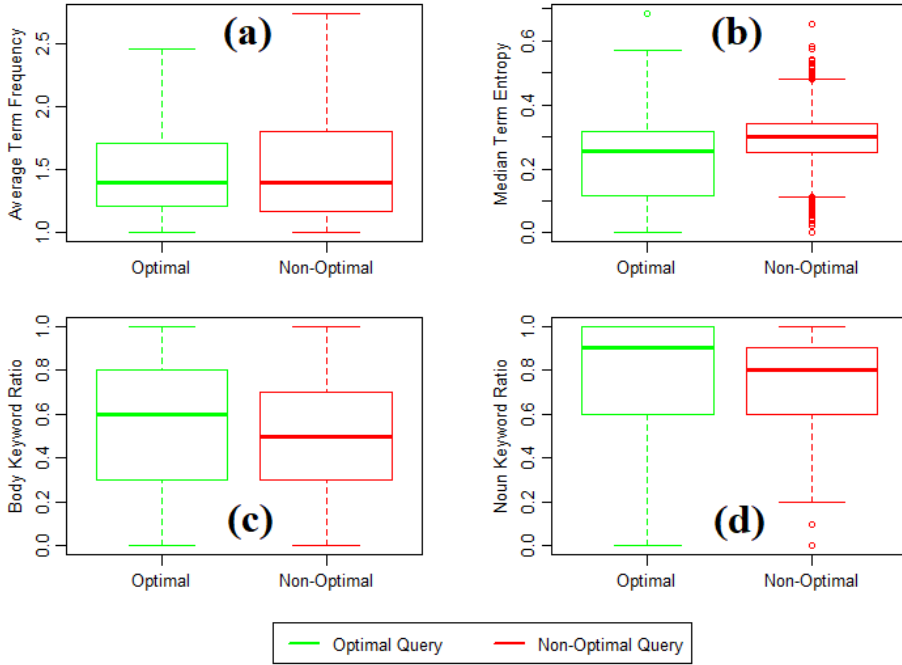 (a)
Average Term Frequency
2.5
2.0
1.5
1.0
Optimal
Non-Optimal
(b)
Median Term Entropy
0.6
0.4
0.2
0.0
Optimal
Non-Optimal
(c)
Body Keyword Ratio
1.0
0.8
0.6
0.4
0.2
0.0
Optimal
Non-Optimal
(d)
Noun Keyword Ratio
1.0
0.8
0.6
0.4
0.2
0.0
Optimal
Non-Optimal
Optimal Query
Non-Optimal Query